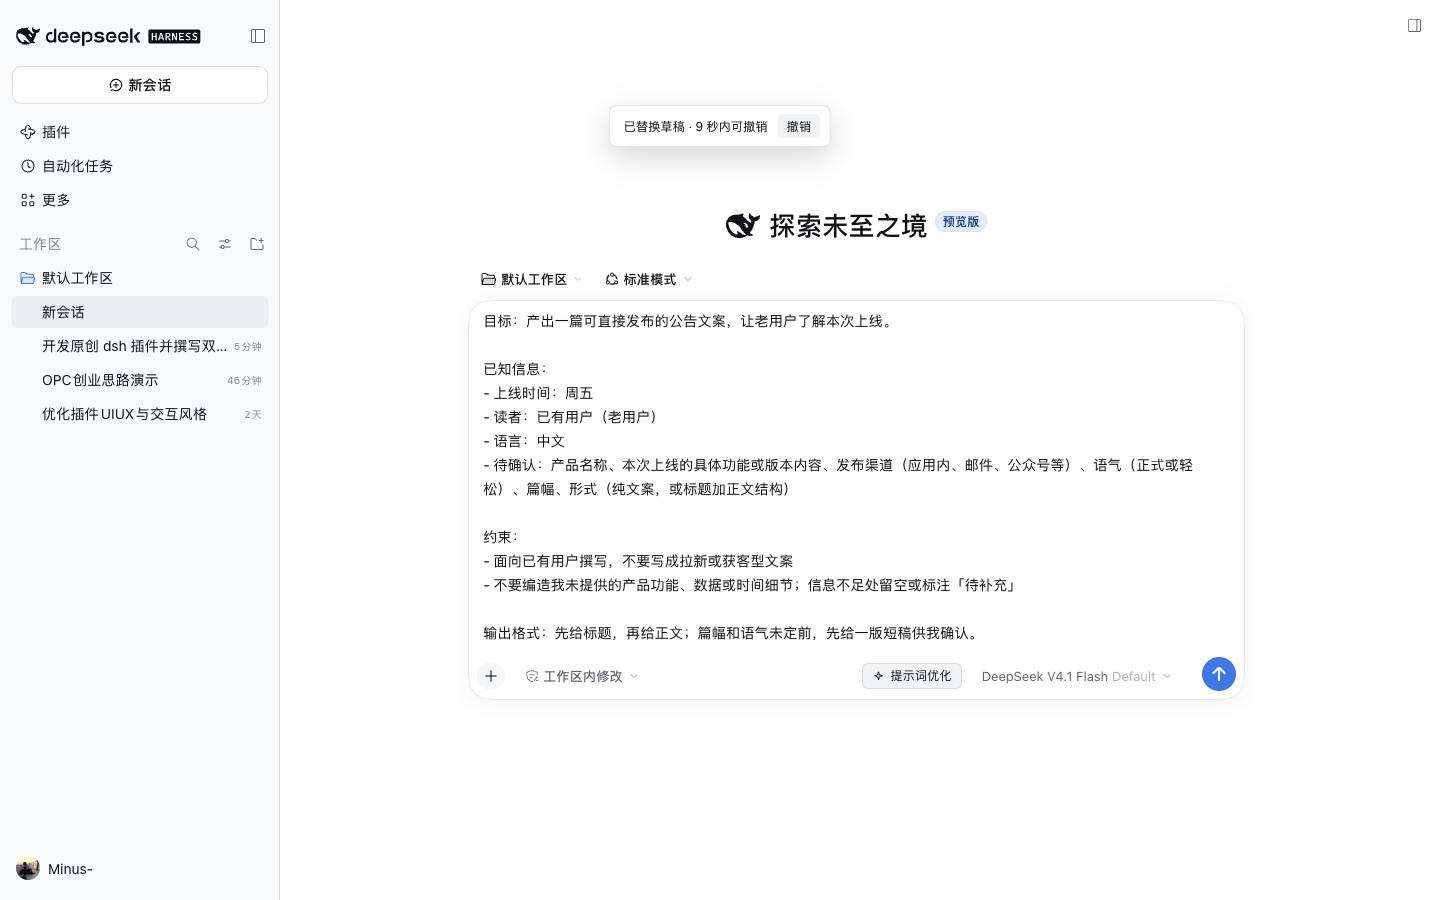 deepseek HARNESS
新会话
插件
自动化任务
更多
工作区
默认工作区
新会话
开发原创 dsh 插件并撰写双... 5分钟
OPC创业思路演示 46分钟
优化插件UIUX与交互风格 2天
Minus-
已替换草稿 · 9 秒内可撤销 撤销
探索未至之境 预览版
默认工作区 标准模式
目标：产出一篇可直接发布的公告文案，让老用户了解本次上线。
已知信息：
- 上线时间：周五
- 读者：已有用户（老用户）
- 语言：中文
- 待确认：产品名称、本次上线的具体功能或版本内容、发布渠道（应用内、邮件、公众号等）、语气（正式或轻
松）、篇幅、形式（纯文案，或标题加正文结构）
约束：
- 面向已有用户撰写，不要写成拉新或获客型文案
- 不要编造我未提供的产品功能、数据或时间细节；信息不足处留空或标注「待补充」
输出格式：先给标题，再给正文；篇幅和语气未定前，先给一版短稿供我确认。
工作区内修改 提示词优化 DeepSeek V4.1 Flash Default